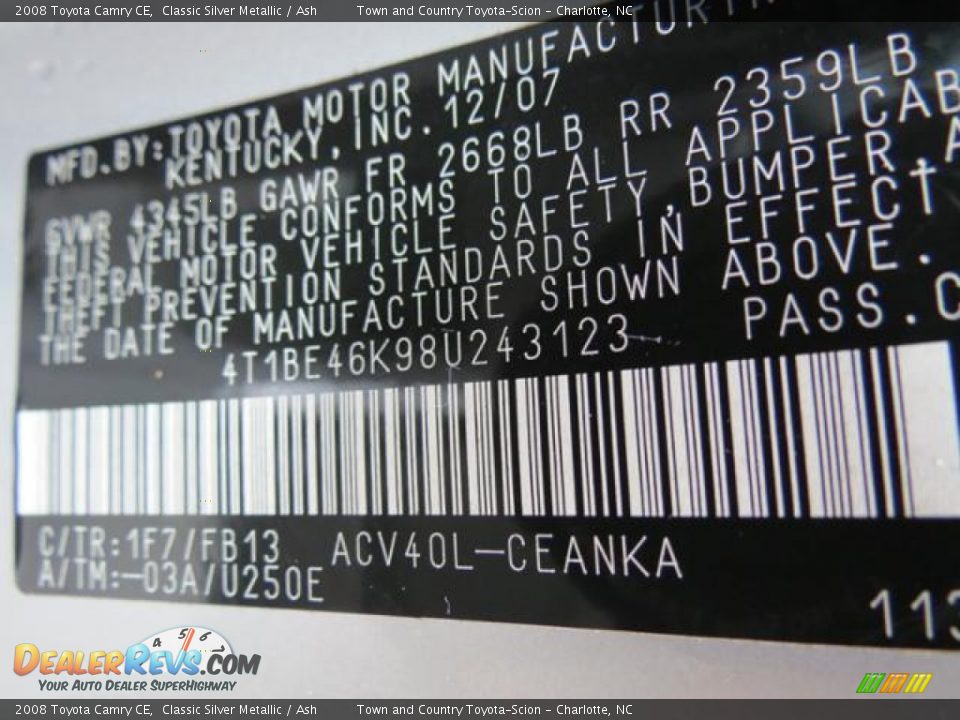 2008 Toyota Camry CE, Classic Silver Metallic / Ash Town and Country Toyota-Scion - Charlotte, NC
MFD.BY:TOYOTA MOTOR MANUFACTURIN
KENTUCKY,INC. 12/07
GVWR 4345LB GAWR FR 2668LB RR 2359LB
THIS VEHICLE CONFORMS TO ALL APPLICAB
FEDERAL MOTOR VEHICLE SAFETY,BUMPER,A
THEFT PREVENTION STANDARDS IN EFFECT
THE DATE OF MANUFACTURE SHOWN ABOVE.
4T1BE46K98U243123 PASS.C
C/TR:1F7/FB13 ACV40L-CEANKA
A/TM:-03A/U250E
113
4 5 6
DEALERREVS.COM
YOUR AUTO DEALER SUPERHIGHWAY
2008 Toyota Camry CE, Classic Silver Metallic / Ash Town and Country Toyota-Scion - Charlotte, NC